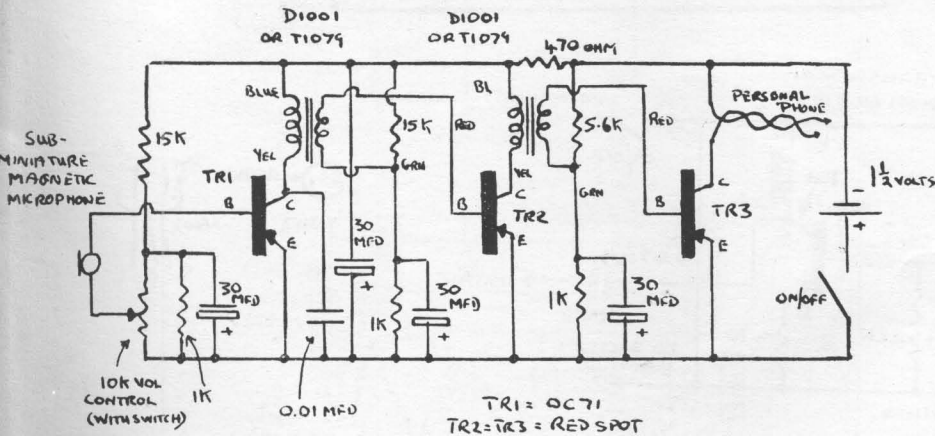 D1001
OR T1079
D1001
OR T1079
470 OHM
BLUE
BL
PERSONAL
PHONE
15K
15K
RED
5.6K
RED
SUB-
MINIATURE
MAGNETIC
MICROPHONE
YEL
GRN
YEL
GRN
1½ VOLTS
-
+
TR1
B
C
E
TR2
B
C
E
TR3
B
C
E
30
MFD
+
30
MFD
+
1K
30
MFD
+
1K
30
MFD
+
ON/OFF
10K VOL
CONTROL
(WITH SWITCH)
1K
0.01 MFD
TR1 = OC71
TR2=TR3 = RED SPOT